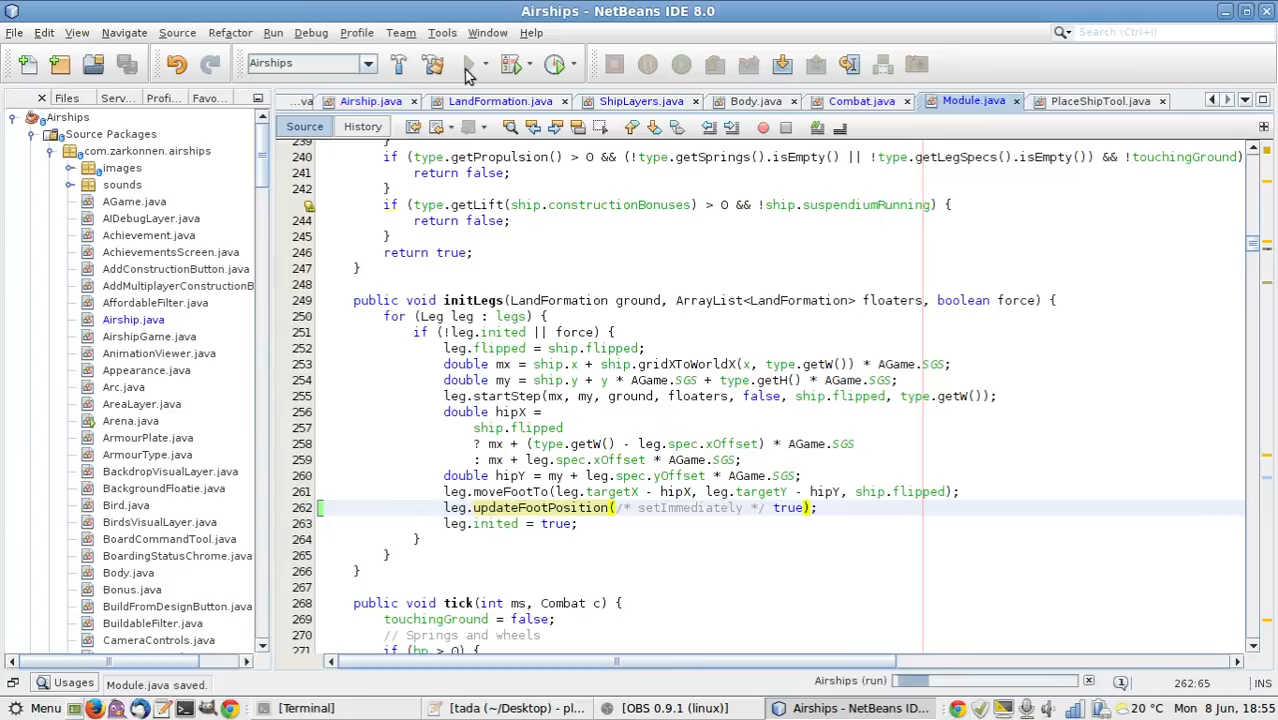 Airships - NetBeans IDE 8.0
File Edit View Navigate Source Refactor Run Debug Profile Team Tools Window Help
Search (Ctrl+I)
Airships
Files Serv... Profi... Favo...
...va Airship.java LandFormation.java ShipLayers.java Body.java Combat.java Module.java PlaceShipTool.java
Source History
Airships
Source Packages
com.zarkonnen.airships
images
sounds
AGame.java
AIDebugLayer.java
Achievement.java
AchievementsScreen.java
AddConstructionButton.java
AddMultiplayerConstructionB
AffordableFilter.java
Airship.java
AirshipGame.java
AnimationViewer.java
Appearance.java
Arc.java
AreaLayer.java
Arena.java
ArmourPlate.java
ArmourType.java
BackdropVisualLayer.java
BackgroundFloatie.java
Bird.java
BirdsVisualLayer.java
BoardCommandTool.java
BoardingStatusChrome.java
Body.java
Bonus.java
BuildFromDesignButton.java
BuildableFilter.java
CameraControls.java
239 }
240 if (type.getPropulsion() > 0 && (!type.getSprings().isEmpty() || !type.getLegSpecs().isEmpty()) && !touchingGround)
241 return false;
242 }
if (type.getLift(ship.constructionBonuses) > 0 && !ship.suspendiumRunning) {
244 return false;
245 }
246 return true;
247 }
248
249 public void initLegs(LandFormation ground, ArrayList<LandFormation> floaters, boolean force) {
250 for (Leg leg : legs) {
251 if (!leg.inited || force) {
252 leg.flipped = ship.flipped;
253 double mx = ship.x + ship.gridXToWorldX(x, type.getW()) * AGame.SGS;
254 double my = ship.y + y * AGame.SGS + type.getH() * AGame.SGS;
255 leg.startStep(mx, my, ground, floaters, false, ship.flipped, type.getW());
256 double hipX =
257 ship.flipped
258 ? mx + (type.getW() - leg.spec.xOffset) * AGame.SGS
259 : mx + leg.spec.xOffset * AGame.SGS;
260 double hipY = my + leg.spec.yOffset * AGame.SGS;
261 leg.moveFootTo(leg.targetX - hipX, leg.targetY - hipY, ship.flipped);
262 leg.updateFootPosition(/* setImmediately */ true);
263 leg.inited = true;
264 }
265 }
266 }
267
268 public void tick(int ms, Combat c) {
269 touchingGround = false;
270 // Springs and wheels
271 if (hp > 0) {
Usages Module.java saved. Airships (run) 1 262:65 INS
Menu [Terminal] tada (~/Desktop) - pl... [OBS 0.9.1 (linux)] Airships - NetBeans IDE... 20 °C Mon 8 Jun, 18:55